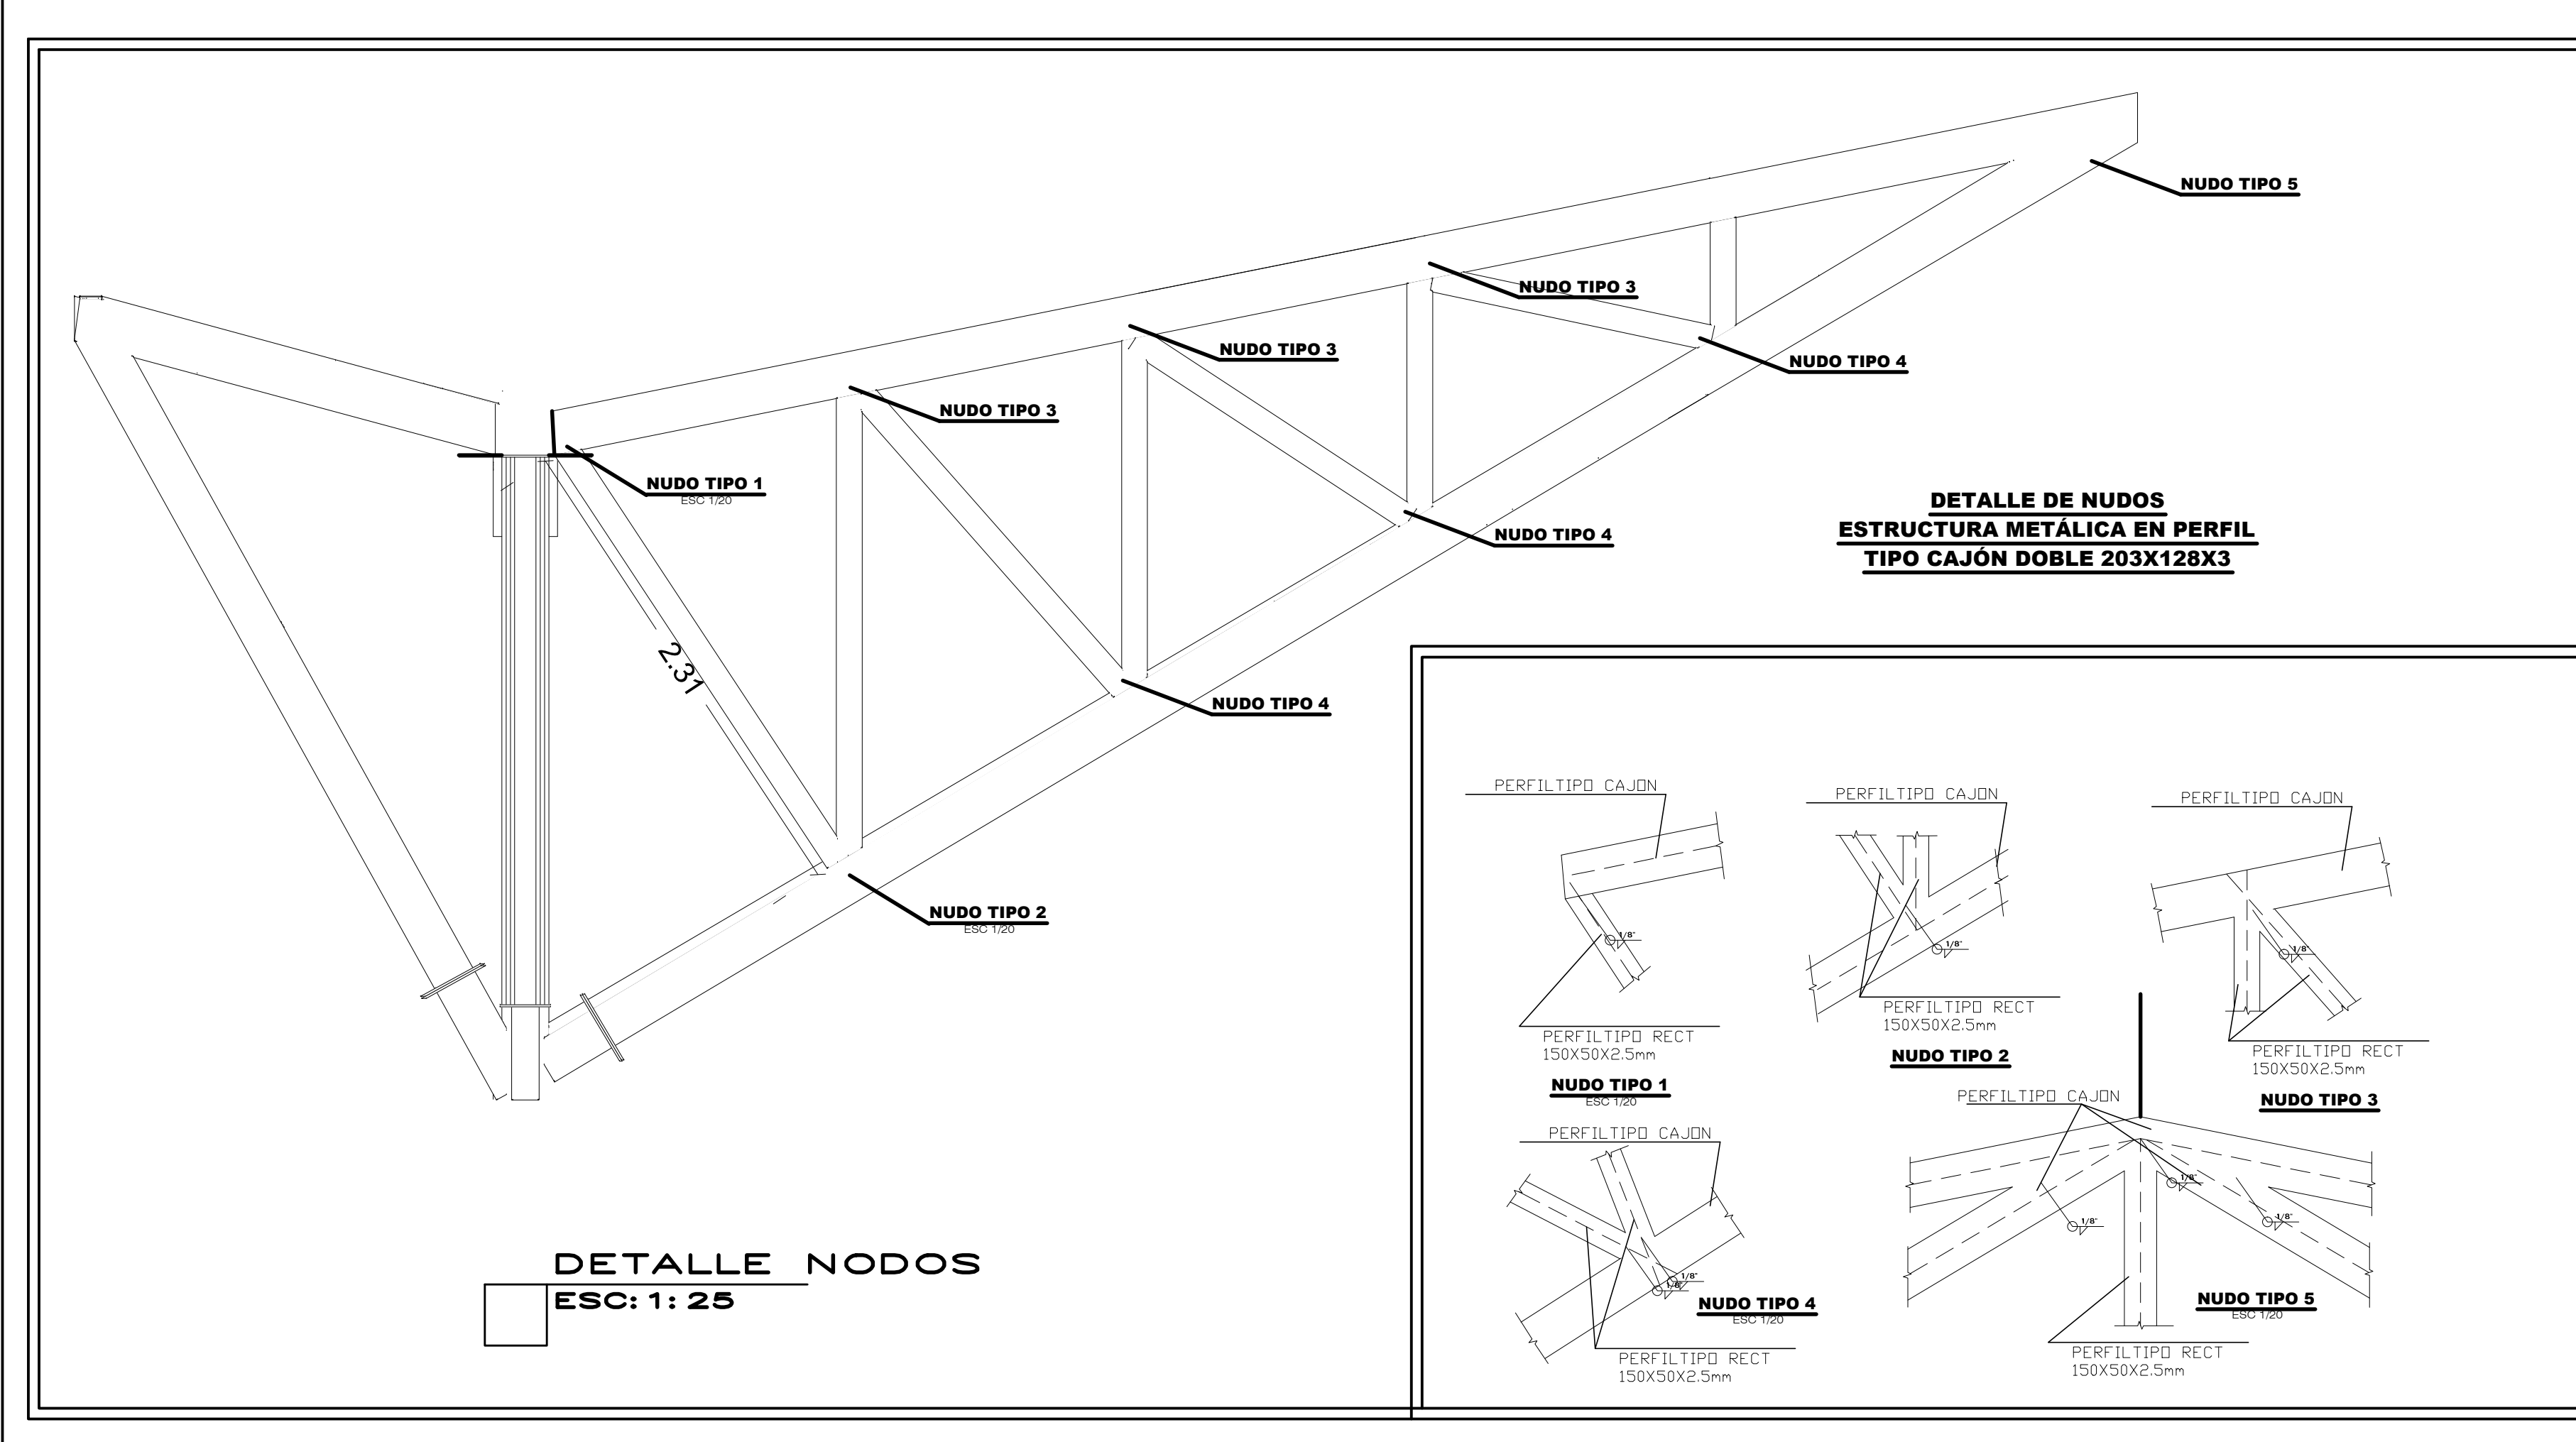 NUDO TIPO 5
NUDO TIPO 3
NUDO TIPO 3
NUDO TIPO 4
NUDO TIPO 3
NUDO TIPO 1
ESC 1/20
NUDO TIPO 4
DETALLE DE NUDOS
ESTRUCTURA METÁLICA EN PERFIL
TIPO CAJÓN DOBLE 203X128X3
2.31
NUDO TIPO 4
NUDO TIPO 2
ESC 1/20
PERFILTIPO CAJON
1/8"
PERFILTIPO RECT
150X50X2.5mm
NUDO TIPO 1
ESC 1/20
PERFILTIPO CAJON
1/8"
PERFILTIPO RECT
150X50X2.5mm
NUDO TIPO 2
PERFILTIPO CAJON
1/8"
PERFILTIPO RECT
150X50X2.5mm
NUDO TIPO 3
PERFILTIPO CAJON
1/8"
1/8"
PERFILTIPO RECT
150X50X2.5mm
NUDO TIPO 4
ESC 1/20
PERFILTIPO CAJON
1/8"
1/8"
1/8"
PERFILTIPO RECT
150X50X2.5mm
NUDO TIPO 5
ESC 1/20
DETALLE NODOS
ESC: 1: 25